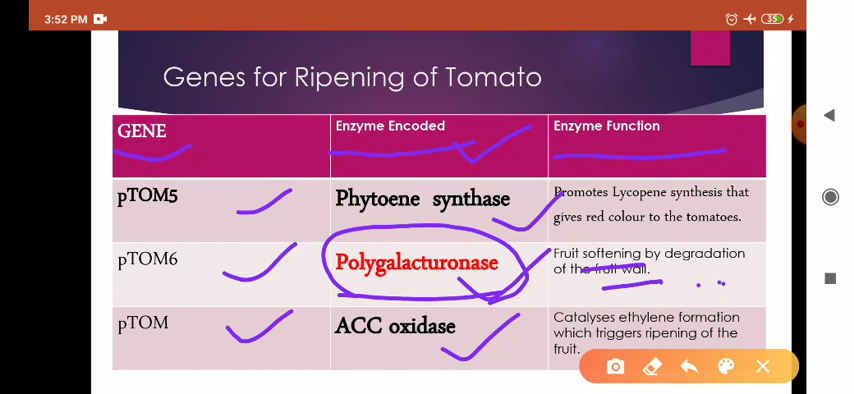 3:52 PM
35
Genes for Ripening of Tomato
GENE
Enzyme Encoded
Enzyme Function
pTOM5
Phytoene synthase
Promotes Lycopene synthesis that
gives red colour to the tomatoes.
pTOM6
Polygalacturonase
Fruit softening by degradation
of the fruit wall.
pTOM
ACC oxidase
Catalyses ethylene formation
which triggers ripening of the
fruit.